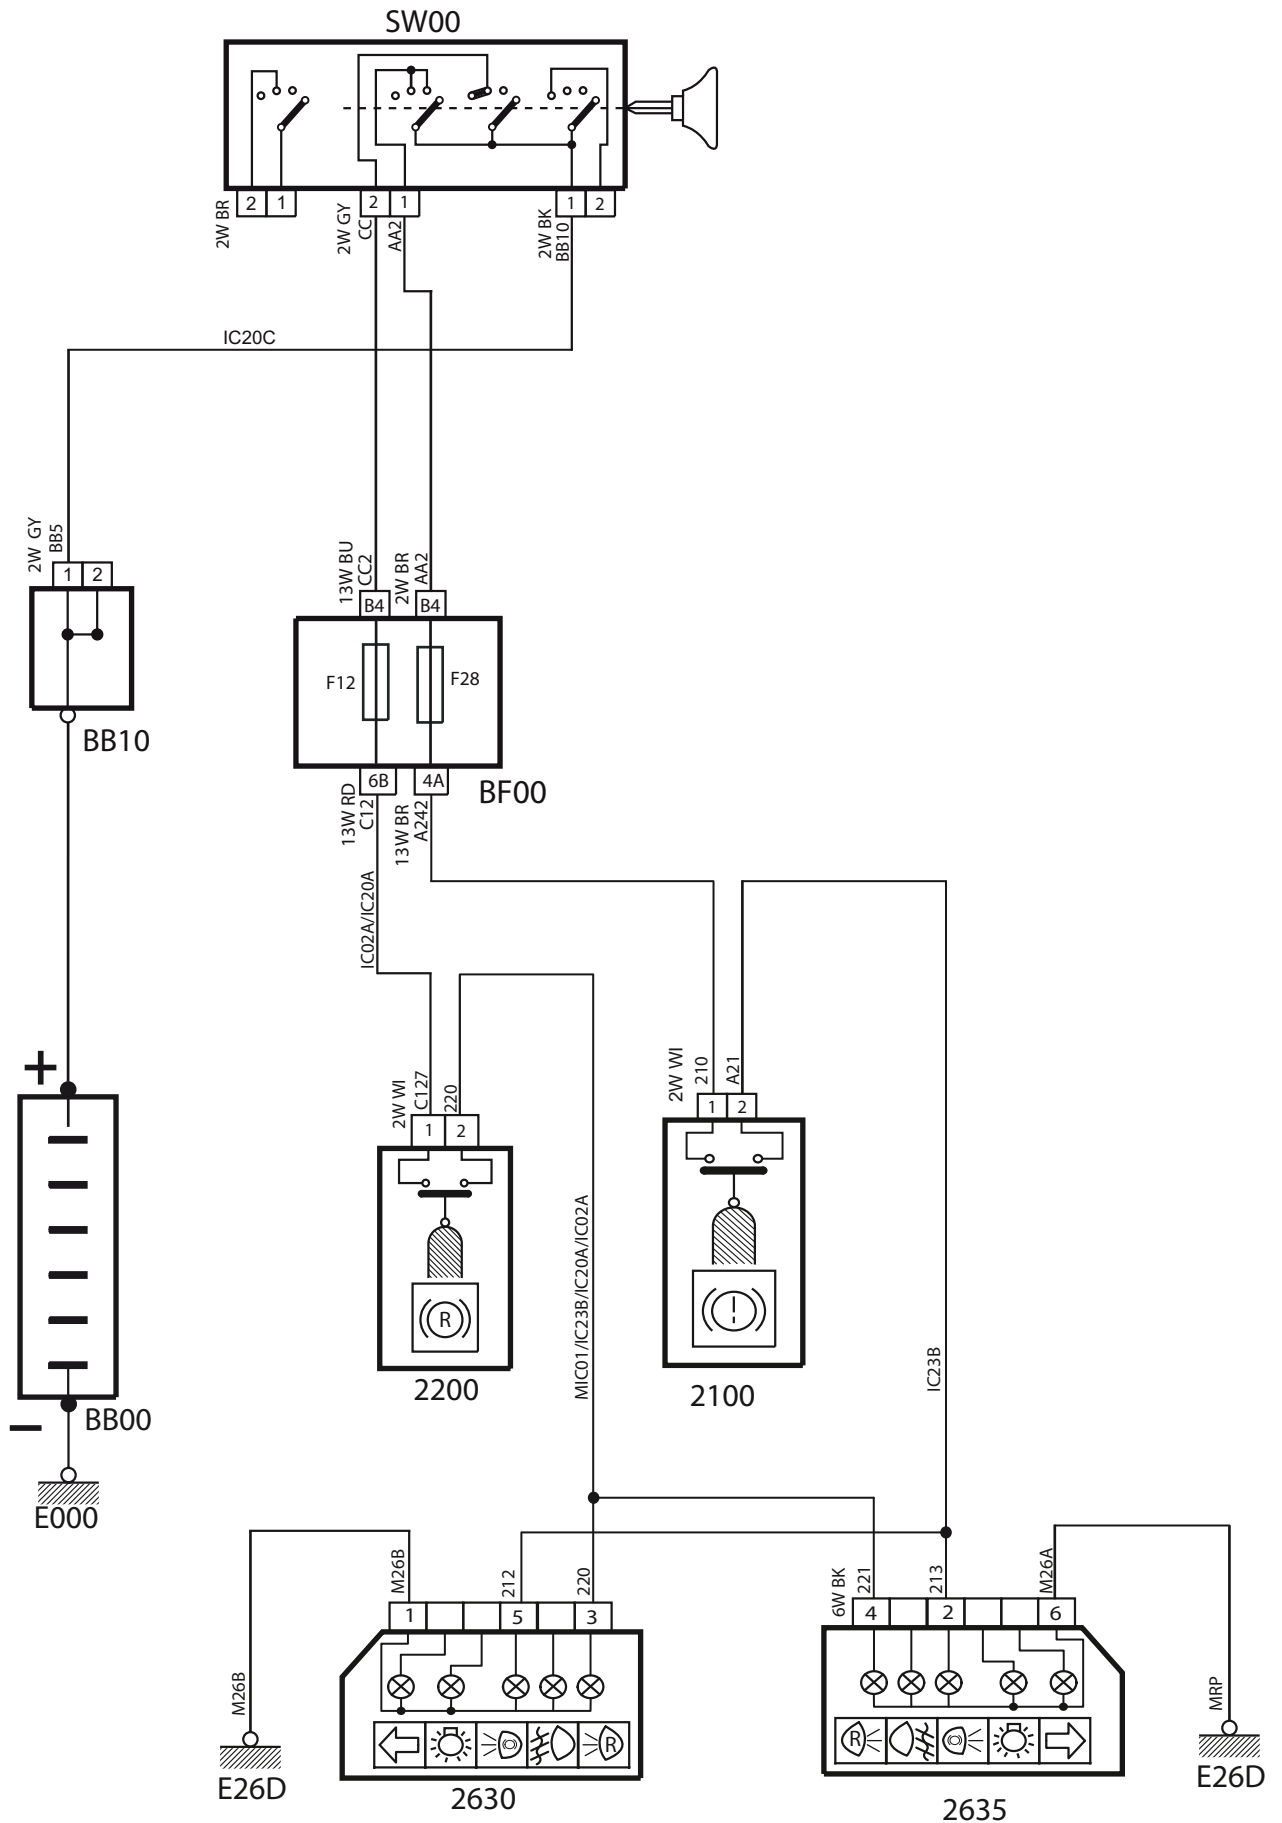 SW00
2 1
2 1
1 2
2W BR
2W GY
CC
AA2
2W BK
BB10
IC20C
2W GY
BB5
1 2
BB10
13W BU
CC2
2W BR
AA2
B4 B4
F12 F28
6B 4A
BF00
13W RD
C12
13W BR
A242
IC02A/IC20A
2W WI
C127
220
1 2
R
2200
2W WI
210
A21
1 2
2100
MIC01/IC23B/IC20A/IC02A
IC23B
+
BB00
–
E000
M26B
M26B
212
220
1 5 3
R
2630
E26D
6W BK
221
213
M26A
4 2 6
R
2635
MRP
E26D